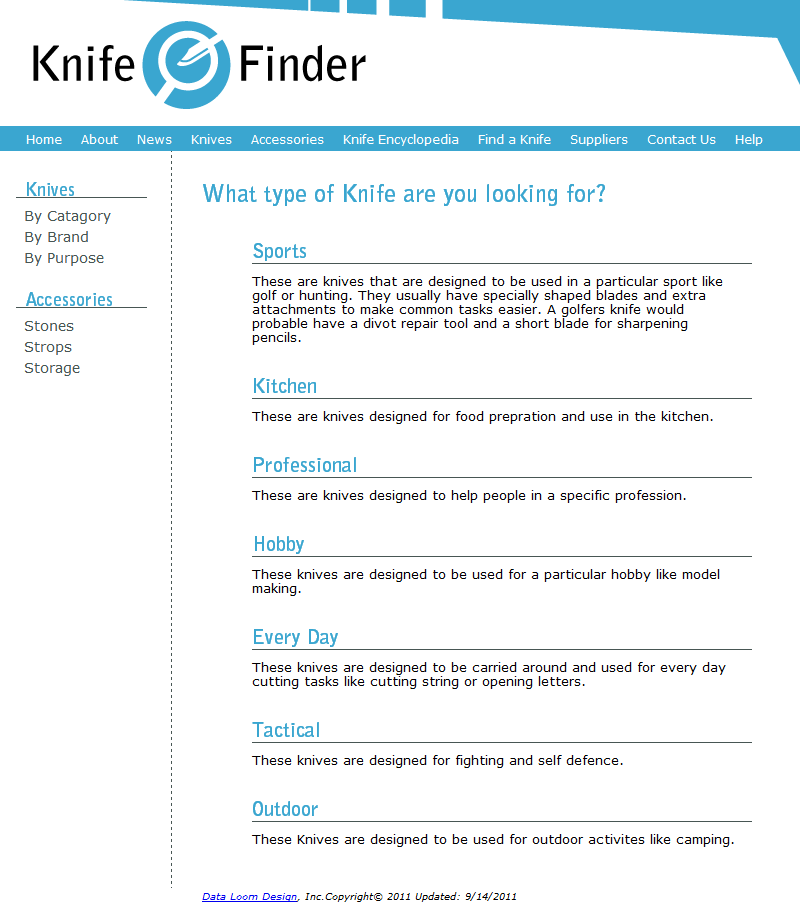 Knife Finder
Home About News Knives Accessories Knife Encyclopedia Find a Knife Suppliers Contact Us Help
Knives
By Catagory
By Brand
By Purpose
Accessories
Stones
Strops
Storage
What type of Knife are you looking for?
Sports
These are knives that are designed to be used in a particular sport like
golf or hunting. They usually have specially shaped blades and extra
attachments to make common tasks easier. A golfers knife would
probable have a divot repair tool and a short blade for sharpening
pencils.
Kitchen
These are knives designed for food prepration and use in the kitchen.
Professional
These are knives designed to help people in a specific profession.
Hobby
These knives are designed to be used for a particular hobby like model
making.
Every Day
These knives are designed to be carried around and used for every day
cutting tasks like cutting string or opening letters.
Tactical
These knives are designed for fighting and self defence.
Outdoor
These Knives are designed to be used for outdoor activites like camping.
Data Loom Design, Inc.Copyright© 2011 Updated: 9/14/2011